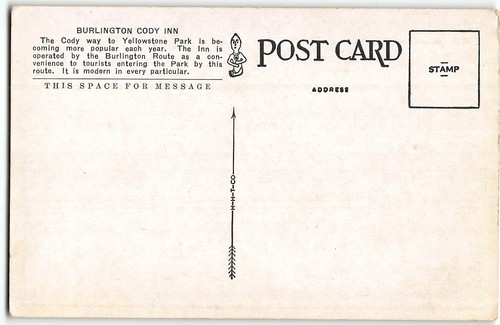 BURLINGTON CODY INN
The Cody way to Yellowstone Park is be-
coming more popular each year. The Inn is
operated by the Burlington Route as a con-
venience to tourists entering the Park by this
route. It is modern in every particular.
THIS SPACE FOR MESSAGE
POST CARD
ADDRESS
STAMP
H-H-T-CO